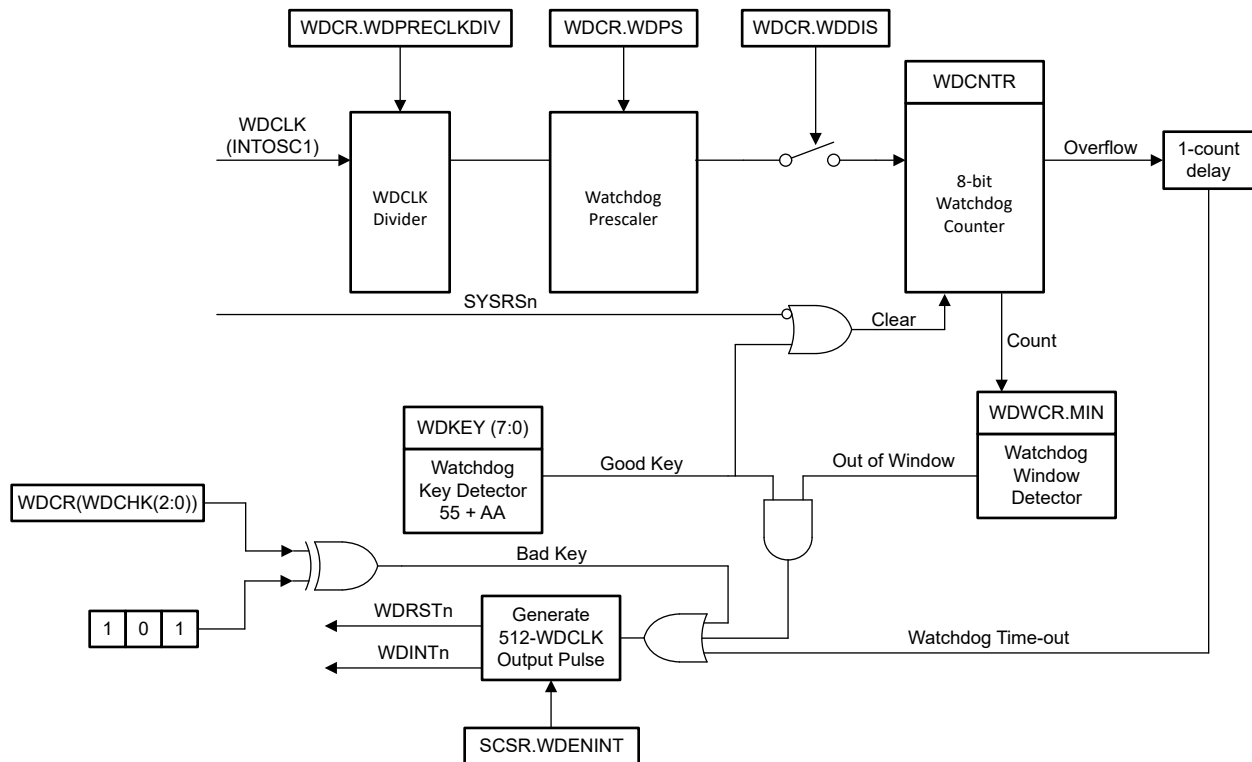 WDCR.WDPRECLKDIV
WDCR.WDPS
WDCR.WDDIS
WDCNTR
WDCLK
(INTOSC1)
WDCLK
Divider
Watchdog
Prescaler
8-bit
Watchdog
Counter
Overflow
1-count
delay
SYSRSn
Clear
Count
WDKEY (7:0)
Watchdog
Key Detector
55 + AA
Good Key
Out of Window
WDWCR.MIN
Watchdog
Window
Detector
WDCR(WDCHK(2:0))
Bad Key
1 0 1
WDRSTn
WDINTn
Generate
512-WDCLK
Output Pulse
Watchdog Time-out
SCSR.WDENINT